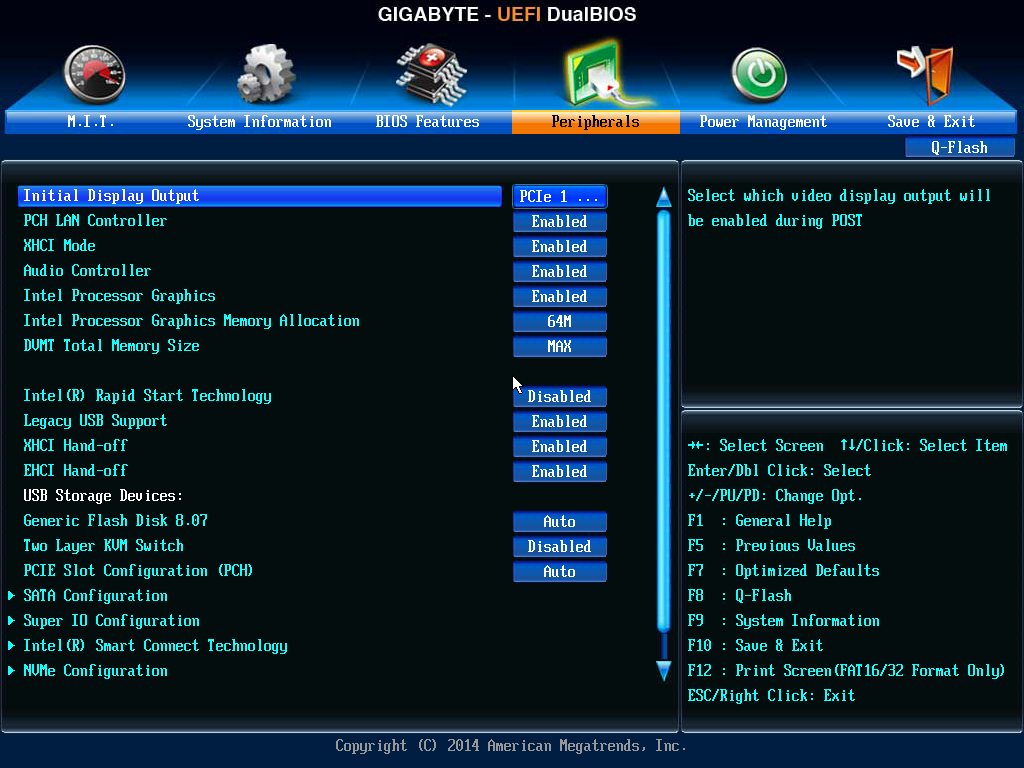 GIGABYTE - UEFI DualBIOS
M.I.T. System Information BIOS Features Peripherals Power Management Save & Exit
Q-Flash
Initial Display Output PCIe 1 ...
PCH LAN Controller Enabled
XHCI Mode Enabled
Audio Controller Enabled
Intel Processor Graphics Enabled
Intel Processor Graphics Memory Allocation 64M
DVMT Total Memory Size MAX
Intel(R) Rapid Start Technology Disabled
Legacy USB Support Enabled
XHCI Hand-off Enabled
EHCI Hand-off Enabled
USB Storage Devices:
Generic Flash Disk 8.07 Auto
Two Layer KVM Switch Disabled
PCIE Slot Configuration (PCH) Auto
SATA Configuration
Super IO Configuration
Intel(R) Smart Connect Technology
NVMe Configuration
Select which video display output will
be enabled during POST
→←: Select Screen ↑↓/Click: Select Item
Enter/Dbl Click: Select
+/-/PU/PD: Change Opt.
F1 : General Help
F5 : Previous Values
F7 : Optimized Defaults
F8 : Q-Flash
F9 : System Information
F10 : Save & Exit
F12 : Print Screen(FAT16/32 Format Only)
ESC/Right Click: Exit
Copyright (C) 2014 American Megatrends, Inc.